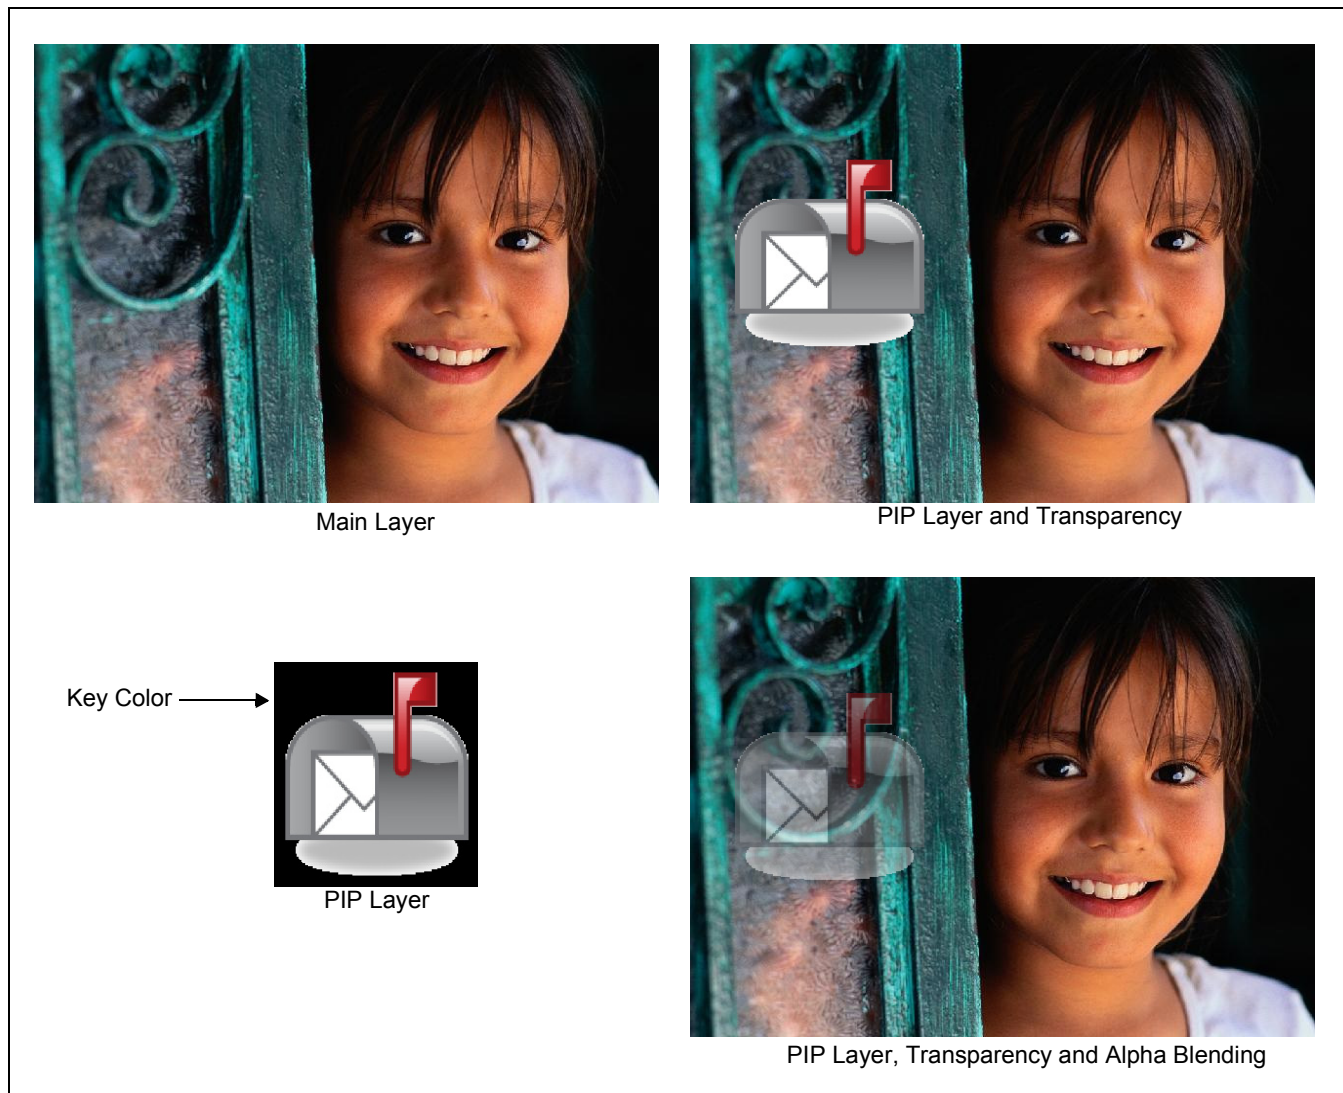 Main Layer
PIP Layer and Transparency
Key Color
PIP Layer
PIP Layer, Transparency and Alpha Blending